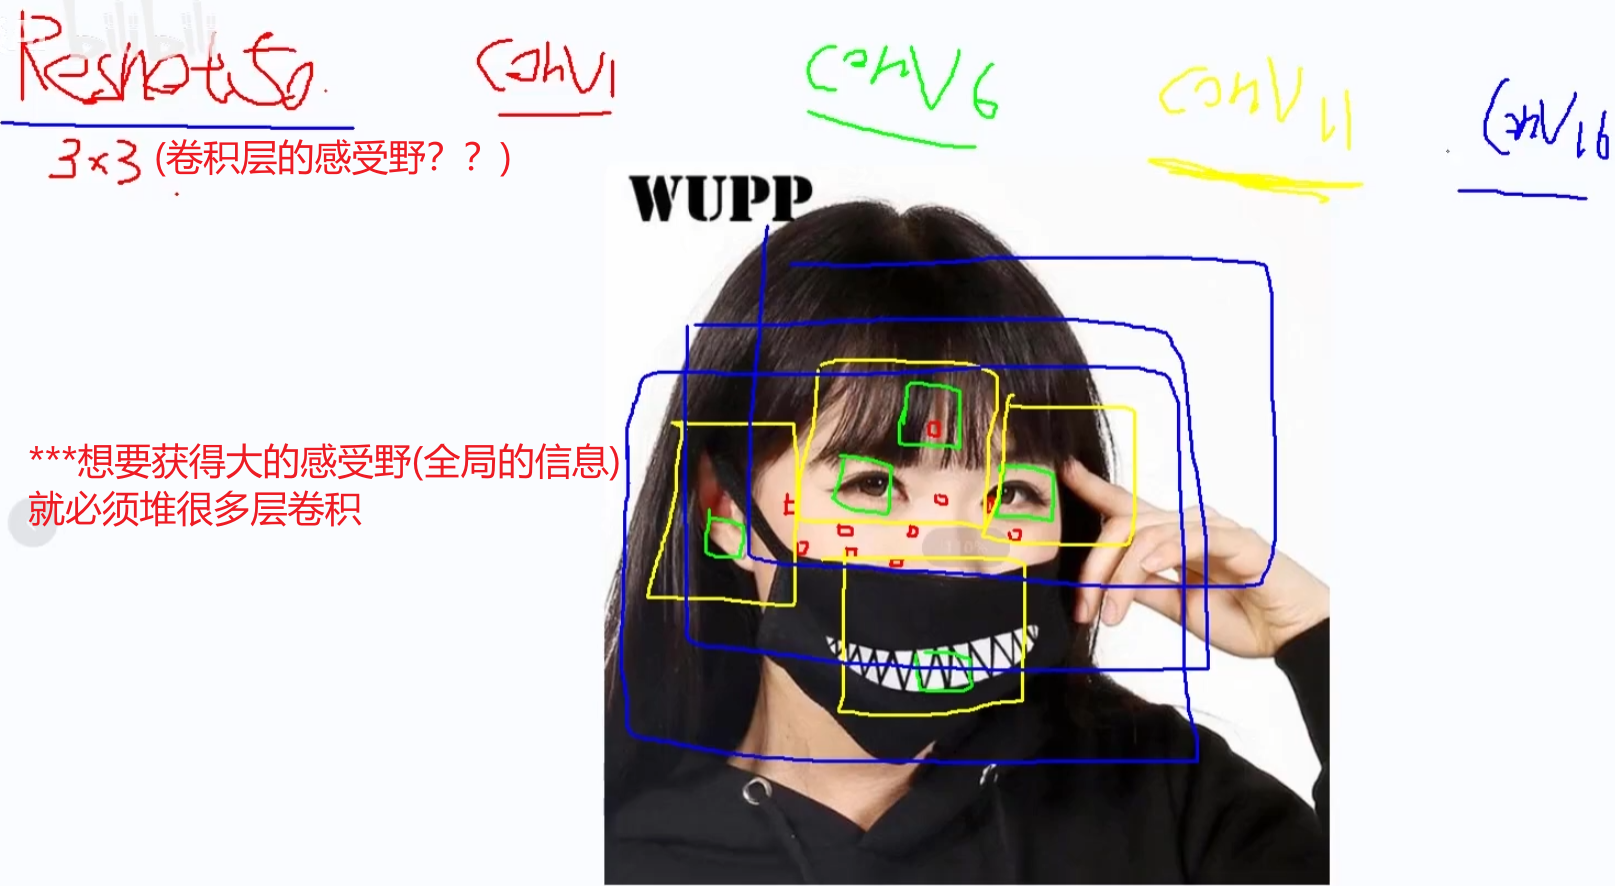 bilibili
Resnet50
conv1
conv6
conv11
conv16
3×3 (卷积层的感受野？？)
WUPP
***想要获得大的感受野(全局的信息)
就必须堆很多层卷积